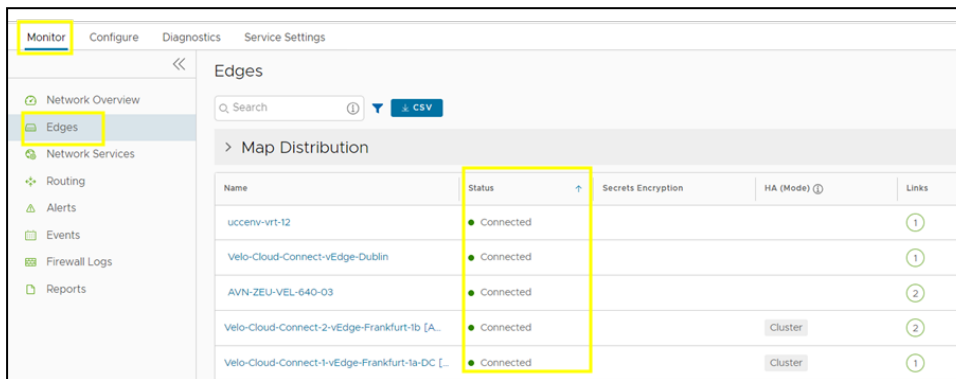 Monitor Configure Diagnostics Service Settings
Edges
Search CSV
Network Overview
Edges
Network Services
Routing
Alerts
Events
Firewall Logs
Reports
Map Distribution
Name Status Secrets Encryption HA (Mode) Links
uccenv-vrt-12 Connected 1
Velo-Cloud-Connect-vEdge-Dublin Connected 1
AVN-ZEU-VEL-640-03 Connected 2
Velo-Cloud-Connect-2-vEdge-Frankfurt-1b [A... Connected Cluster 2
Velo-Cloud-Connect-1-vEdge-Frankfurt-1a-DC [... Connected Cluster 1